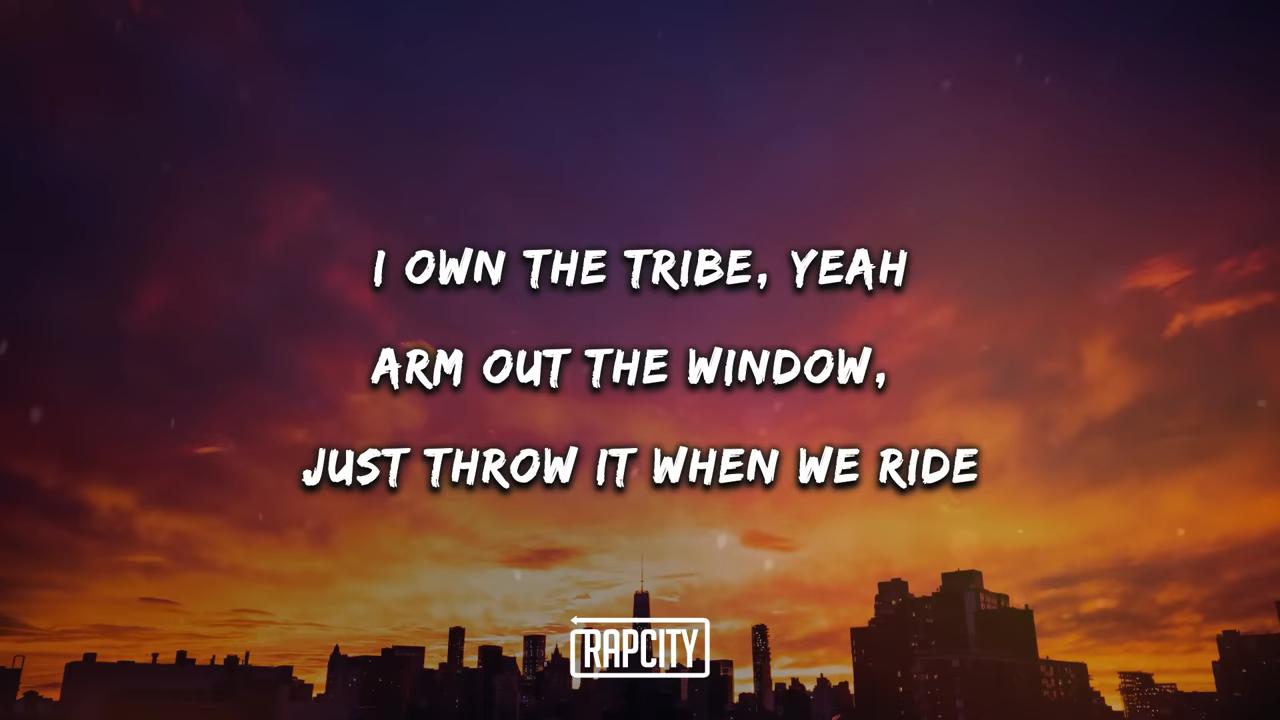 I OWN THE TRIBE, YEAH
ARM OUT THE WINDOW,
JUST THROW IT WHEN WE RIDE
RAPCITY